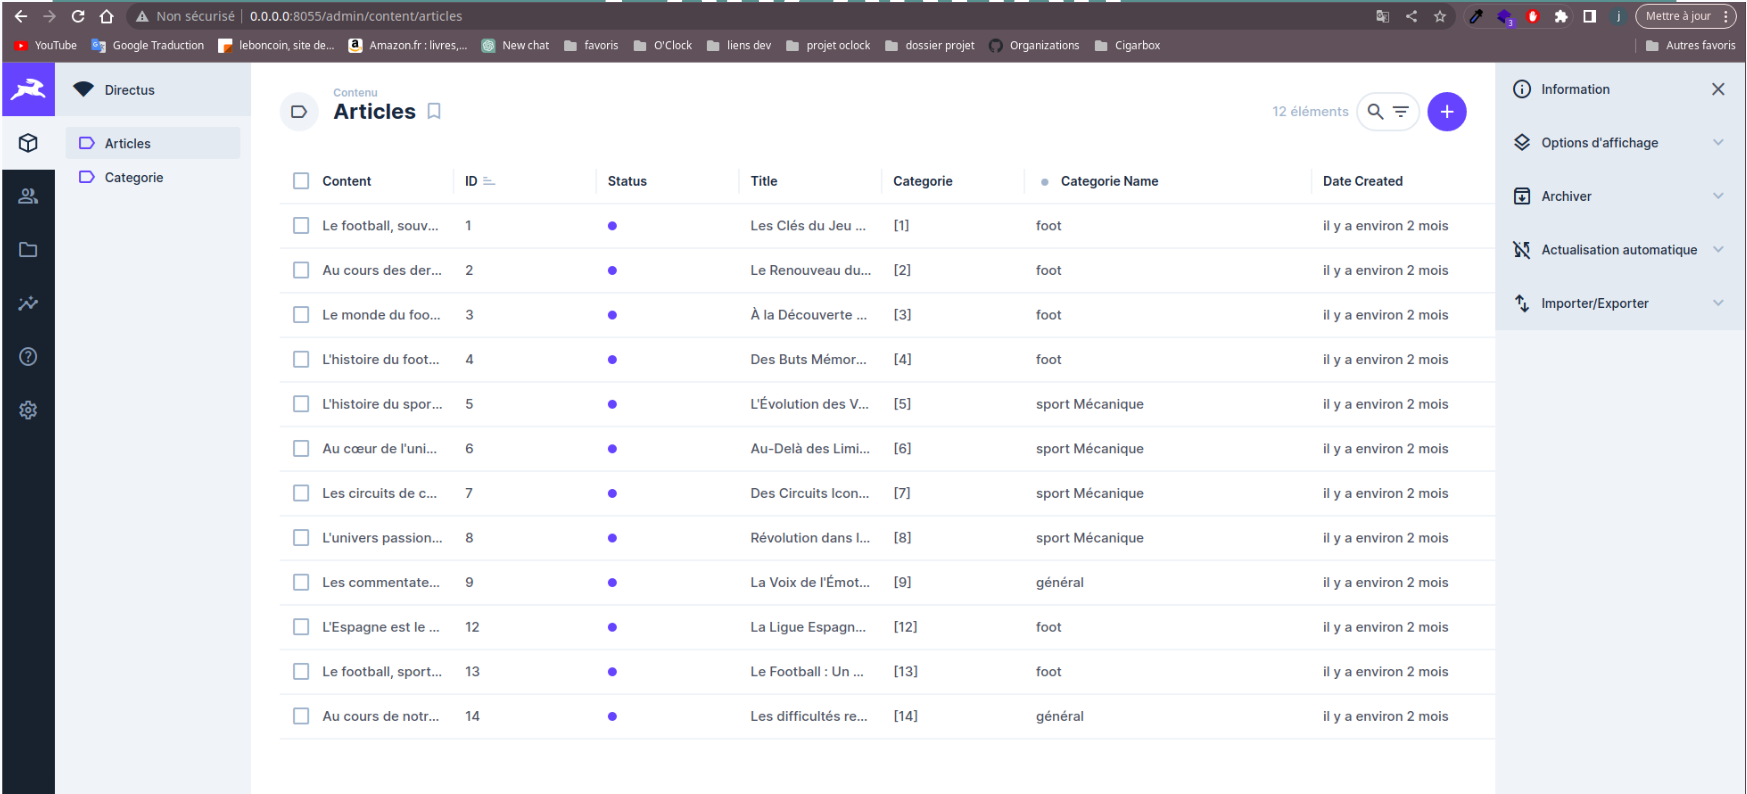 Non sécurisé 0.0.0.0:8055/admin/content/articles
3
j
Mettre à jour
YouTube Google Traduction leboncoin, site de... Amazon.fr : livres,... New chat favoris O'Clock liens dev projet oclock dossier projet Organizations Cigarbox Autres favoris
Directus
Articles
Categorie
Contenu
Articles
12 éléments
Content ID Status Title Categorie Categorie Name Date Created
Le football, souv... 1 Les Clés du Jeu ... [1] foot il y a environ 2 mois
Au cours des der... 2 Le Renouveau du... [2] foot il y a environ 2 mois
Le monde du foo... 3 À la Découverte ... [3] foot il y a environ 2 mois
L'histoire du foot... 4 Des Buts Mémor... [4] foot il y a environ 2 mois
L'histoire du spor... 5 L'Évolution des V... [5] sport Mécanique il y a environ 2 mois
Au cœur de l'uni... 6 Au-Delà des Limi... [6] sport Mécanique il y a environ 2 mois
Les circuits de c... 7 Des Circuits Icon... [7] sport Mécanique il y a environ 2 mois
L'univers passion... 8 Révolution dans l... [8] sport Mécanique il y a environ 2 mois
Les commentate... 9 La Voix de l'Émot... [9] général il y a environ 2 mois
L'Espagne est le ... 12 La Ligue Espagn... [12] foot il y a environ 2 mois
Le football, sport... 13 Le Football : Un ... [13] foot il y a environ 2 mois
Au cours de notr... 14 Les difficultés re... [14] général il y a environ 2 mois
Information
Options d'affichage
Archiver
Actualisation automatique
Importer/Exporter